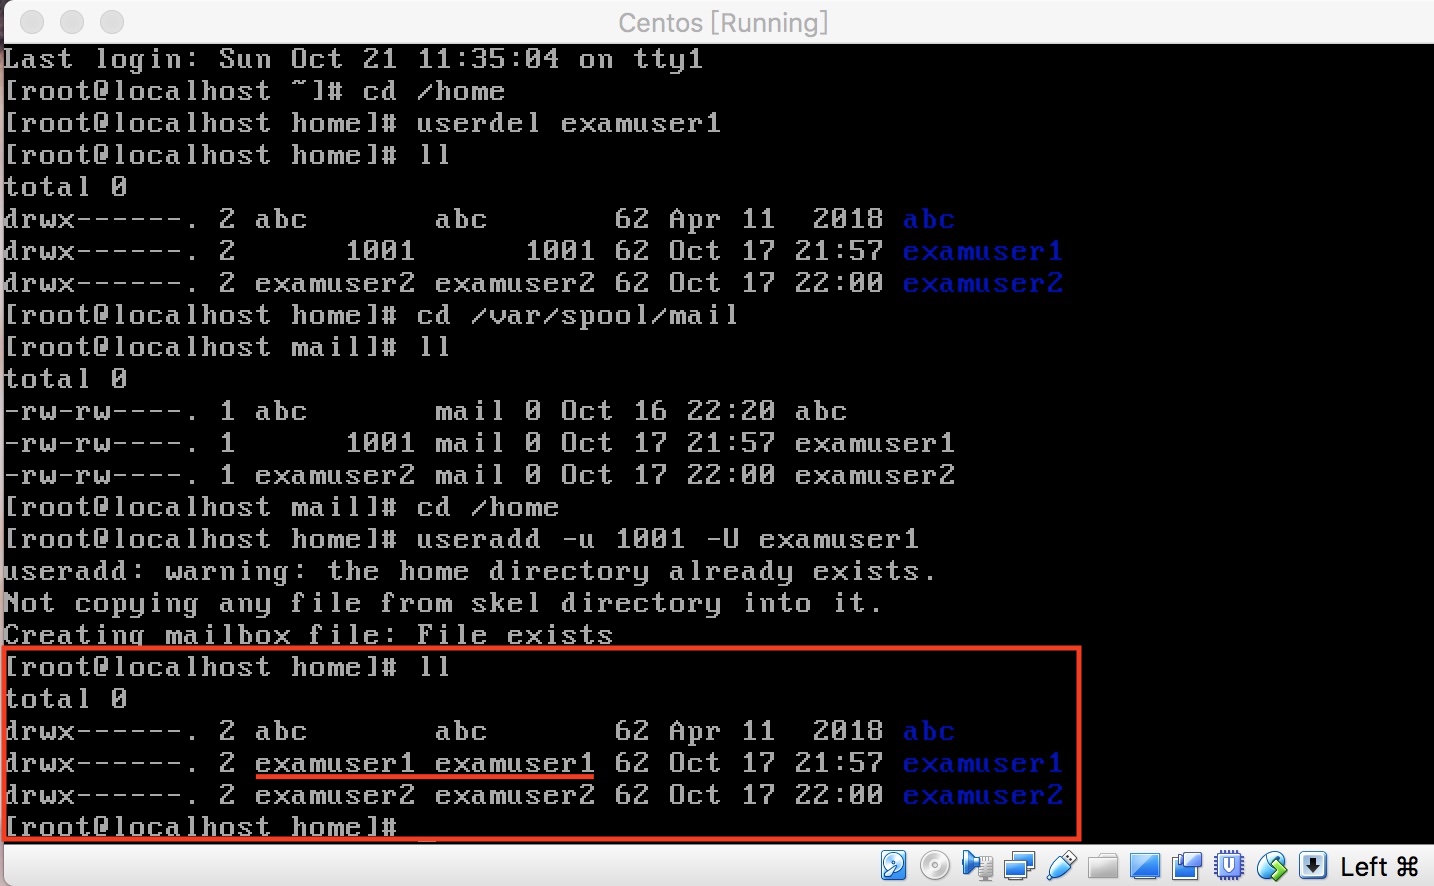 Centos [Running]
Last login: Sun Oct 21 11:35:04 on tty1
[root@localhost ~]# cd /home
[root@localhost home]# userdel examuser1
[root@localhost home]# ll
total 0
drwx------. 2 abc       abc       62 Apr 11  2018 abc
drwx------. 2      1001      1001 62 Oct 17 21:57 examuser1
drwx------. 2 examuser2 examuser2 62 Oct 17 22:00 examuser2
[root@localhost home]# cd /var/spool/mail
[root@localhost mail]# ll
total 0
-rw-rw----. 1 abc       mail 0 Oct 16 22:20 abc
-rw-rw----. 1      1001 mail 0 Oct 17 21:57 examuser1
-rw-rw----. 1 examuser2 mail 0 Oct 17 22:00 examuser2
[root@localhost mail]# cd /home
[root@localhost home]# useradd -u 1001 -U examuser1
useradd: warning: the home directory already exists.
Not copying any file from skel directory into it.
Creating mailbox file: File exists
[root@localhost home]# ll
total 0
drwx------. 2 abc       abc       62 Apr 11  2018 abc
drwx------. 2 examuser1 examuser1 62 Oct 17 21:57 examuser1
drwx------. 2 examuser2 examuser2 62 Oct 17 22:00 examuser2
[root@localhost home]#
Left ⌘